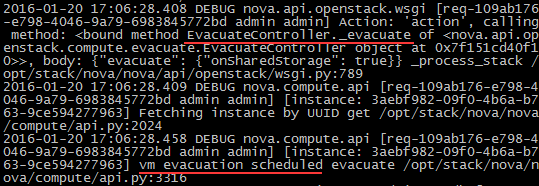 2016-01-20 17:06:28.408 DEBUG nova.api.openstack.wsgi [req-109ab176
-e798-4046-9a79-6983845772bd admin admin] Action: 'action', calling
method: <bound method EvacuateController._evacuate of <nova.api.op
enstack.compute.evacuate.EvacuateController object at 0x7f151cd40f1
0>>, body: {"evacuate": {"onSharedStorage": true}} _process_stack /
opt/stack/nova/nova/api/openstack/wsgi.py:789
2016-01-20 17:06:28.409 DEBUG nova.compute.api [req-109ab176-e798-4
046-9a79-6983845772bd admin admin] [instance: 3aebf982-09f0-4b6a-b7
63-9ce594277963] Fetching instance by UUID get /opt/stack/nova/nova
/compute/api.py:2024
2016-01-20 17:06:28.458 DEBUG nova.compute.api [req-109ab176-e798-4
046-9a79-6983845772bd admin admin] [instance: 3aebf982-09f0-4b6a-b7
63-9ce594277963] vm evacuation scheduled evacuate /opt/stack/nova/n
ova/compute/api.py:3316